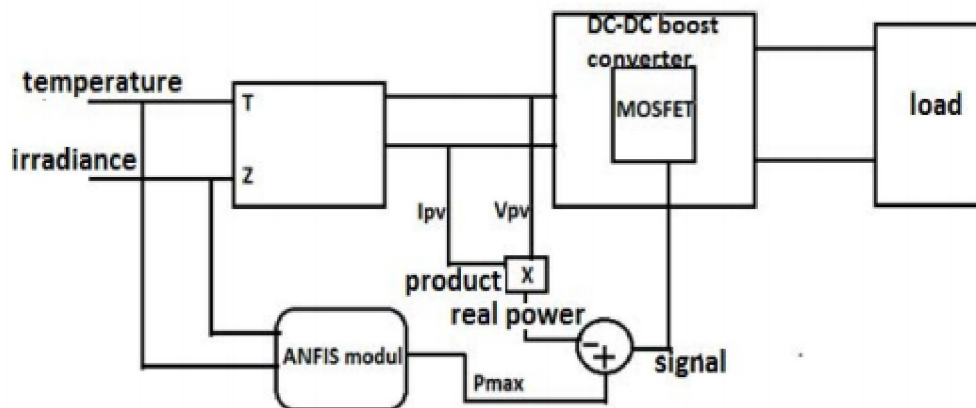 DC-DC boost
converter
temperature
T
MOSFET
load
irradiance
Z
Ipv
Vpv
product
X
real power
-
+
ANFIS modul
signal
Pmax